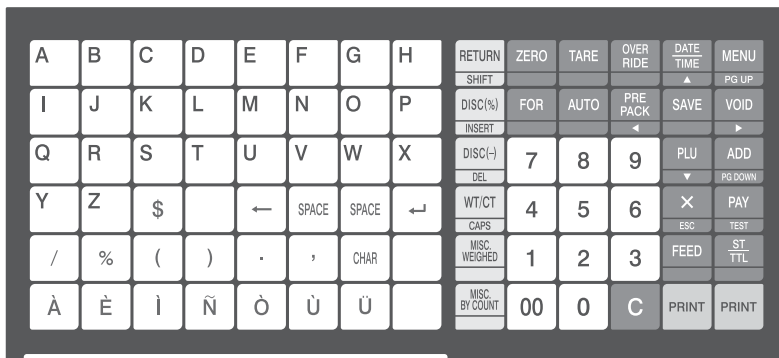 A B C D E F G H RETURN ZERO TARE OVER RIDE DATE TIME MENU
SHIFT ▲ PG UP
I J K L M N O P DISC(%) FOR AUTO PRE PACK SAVE VOID
INSERT ◄ ►
Q R S T U V W X DISC(–) 7 8 9 PLU ADD
DEL ▼ PG DOWN
Y Z $ ← SPACE SPACE ↵ WT/CT 4 5 6 × PAY
CAPS ESC TEST
/ % ( ) . , CHAR MISC. WEIGHED 1 2 3 FEED ST TTL
À È Ì Ñ Ò Ù Ü MISC. BY COUNT 00 0 C PRINT PRINT